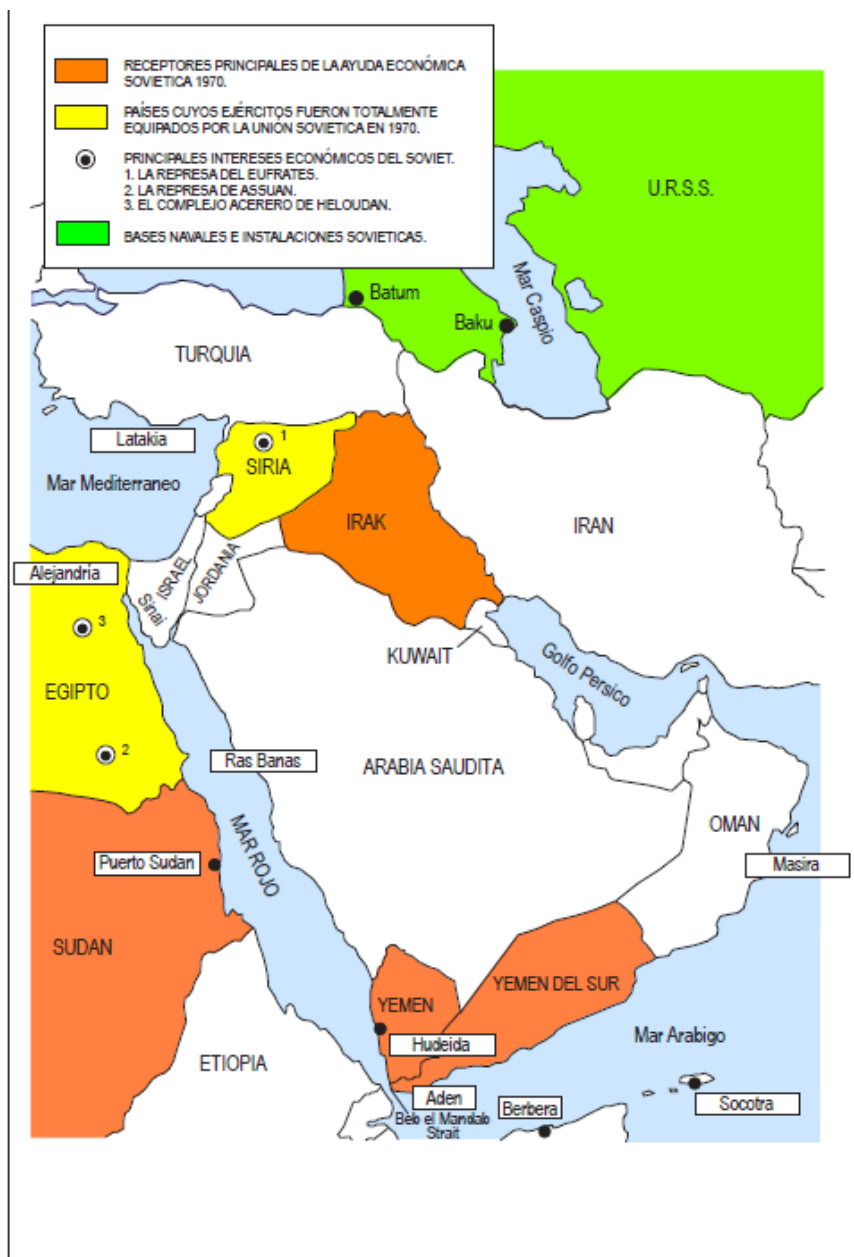 RECEPTORES PRINCIPALES DE LA AYUDA ECONÓMICA
SOVIETICA 1970.
PAÍSES CUYOS EJÉRCITOS FUERON TOTALMENTE
EQUIPADOS POR LA UNIÓN SOVIETICA EN 1970.
PRINCIPALES INTERESES ECONÓMICOS DEL SOVIET.
1. LA REPRESA DEL EUFRATES.
2. LA REPRESA DE ASSUAN.
3. EL COMPLEJO ACERERO DE HELOUDAN.
BASES NAVALES E INSTALACIONES SOVIETICAS.
U.R.S.S.
Mar Caspio
Batum
Baku
TURQUIA
Latakia
1
SIRIA
Mar Mediterraneo
IRAK
IRAN
Alejandría
ISRAEL
Sinai
JORDANIA
3
KUWAIT
Golfo Persico
EGIPTO
2
Ras Banas
ARABIA SAUDITA
OMAN
MAR ROJO
Puerto Sudan
Masira
SUDAN
YEMEN
YEMEN DEL SUR
Hudeida
Mar Arabigo
ETIOPIA
Aden
Beb el Mandab
Strait
Berbera
Socotra